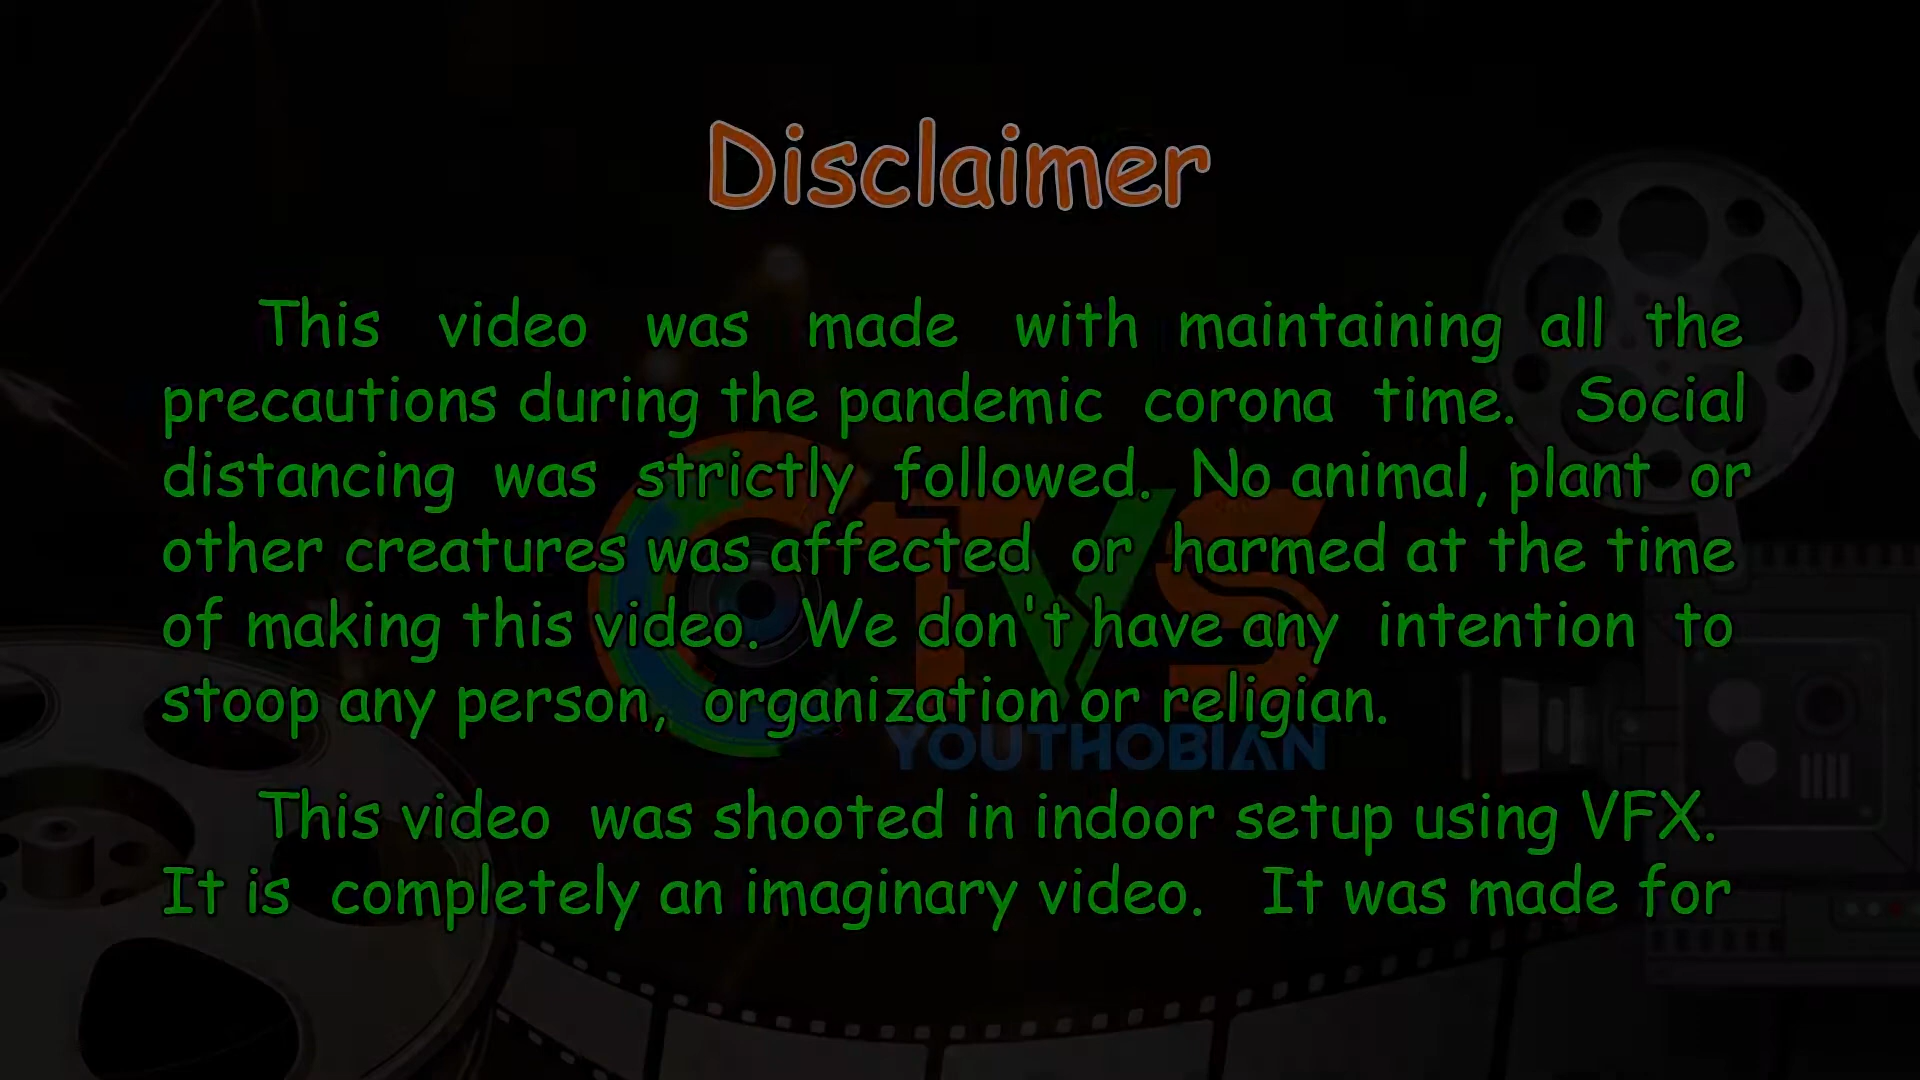 Disclaimer
This video was made with maintaining all the
precautions during the pandemic corona time. Social
distancing was strictly followed. No animal, plant or
other creatures was affected or harmed at the time
of making this video. We don't have any intention to
stoop any person, organization or religian.
TVS
YOUTHOBIAN
This video was shooted in indoor setup using VFX.
It is completely an imaginary video. It was made for